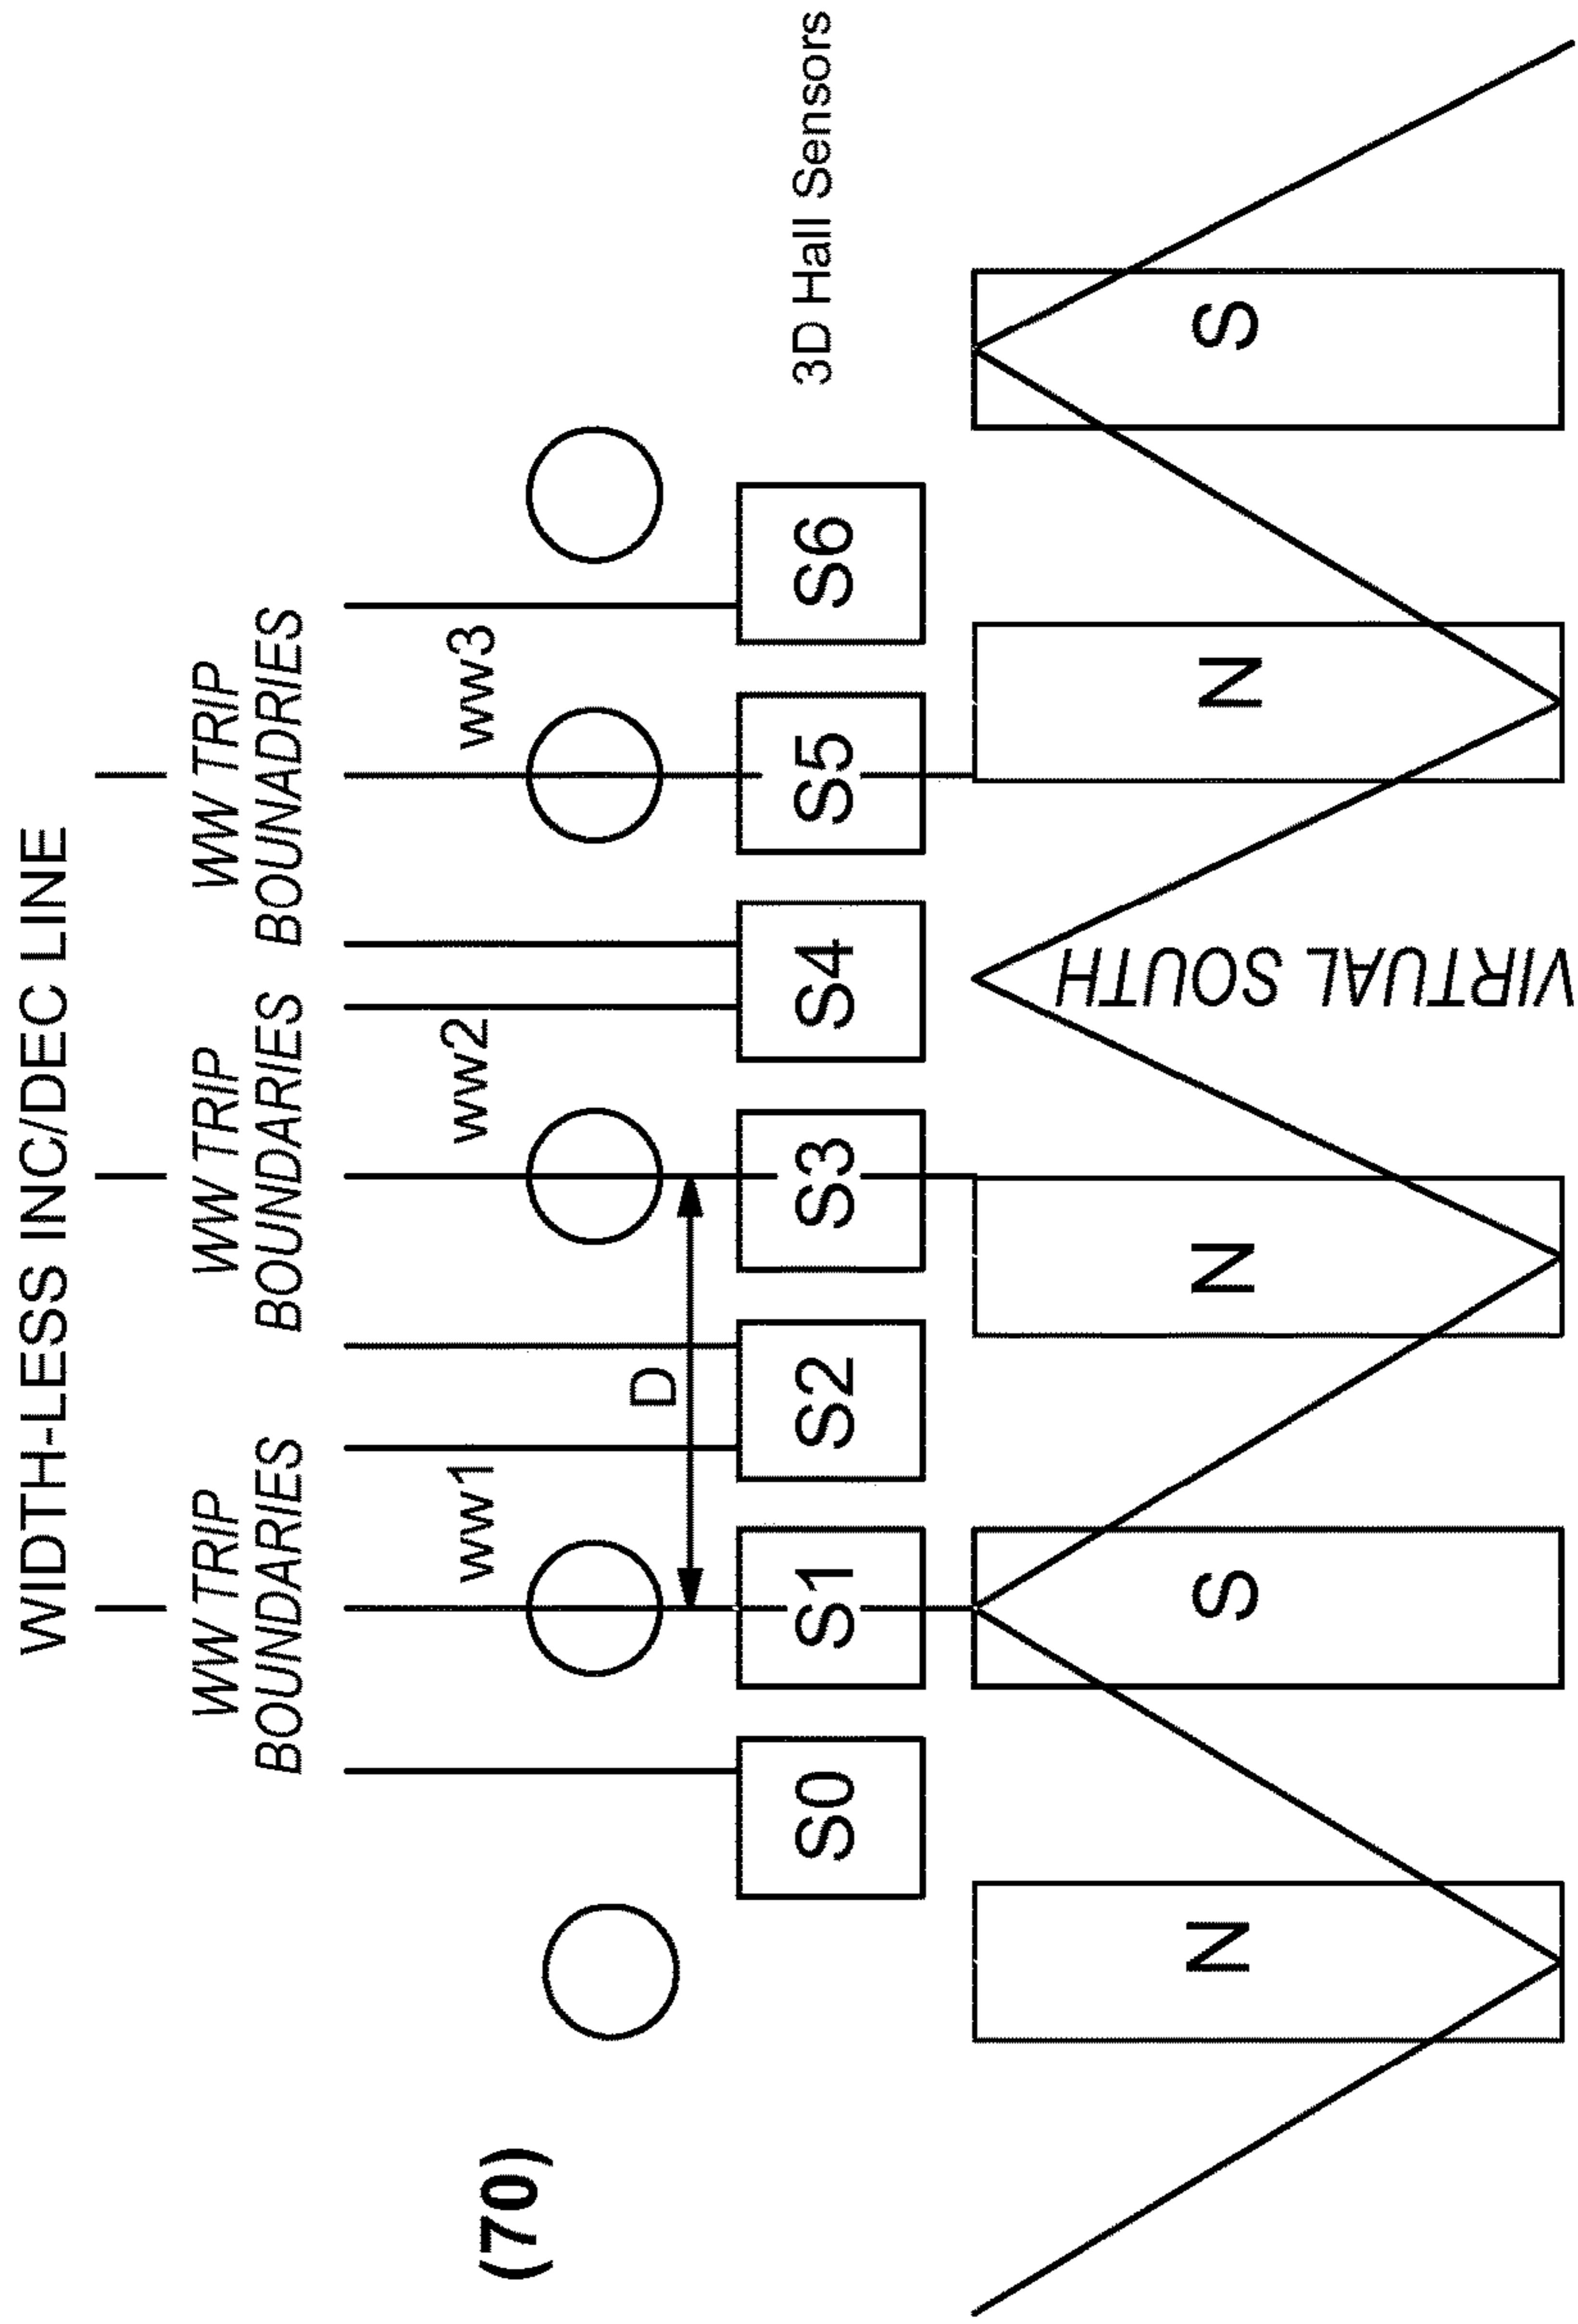 WIDTH-LESS INC/DEC LINE
WW TRIP
BOUNDARIES
WW TRIP
BOUNDARIES
WW TRIP
BOUNADRIES
(70)
ww1
ww2
ww3
D
S0
S1
S2
S3
S4
S5
S6
3D Hall Sensors
N
S
N
VIRTUAL SOUTH
N
S